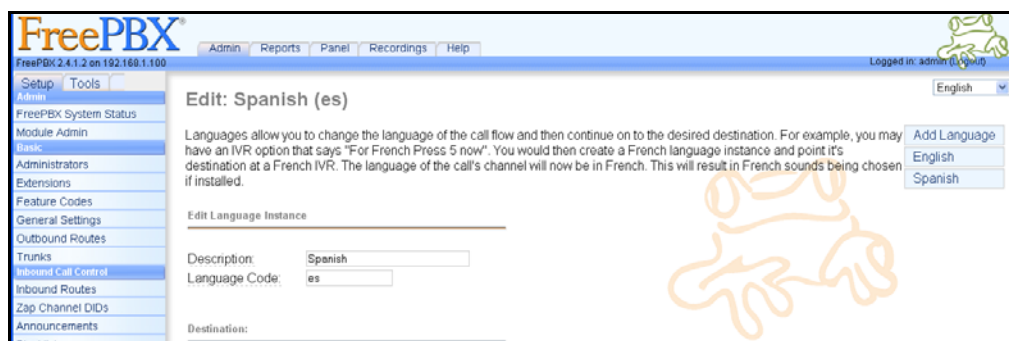 FreePBX®
Admin Reports Panel Recordings Help
FreePBX 2.4.1.2 on 192.168.1.100
Logged in: admin (Logout)
Setup Tools
Admin
FreePBX System Status
Module Admin
Basic
Administrators
Extensions
Feature Codes
General Settings
Outbound Routes
Trunks
Inbound Call Control
Inbound Routes
Zap Channel DIDs
Announcements
English
Edit: Spanish (es)
Languages allow you to change the language of the call flow and then continue on to the desired destination. For example, you may
have an IVR option that says "For French Press 5 now". You would then create a French language instance and point it's
destination at a French IVR. The language of the call's channel will now be in French. This will result in French sounds being chosen
if installed.
Add Language
English
Spanish
Edit Language Instance
Description: Spanish
Language Code: es
Destination: